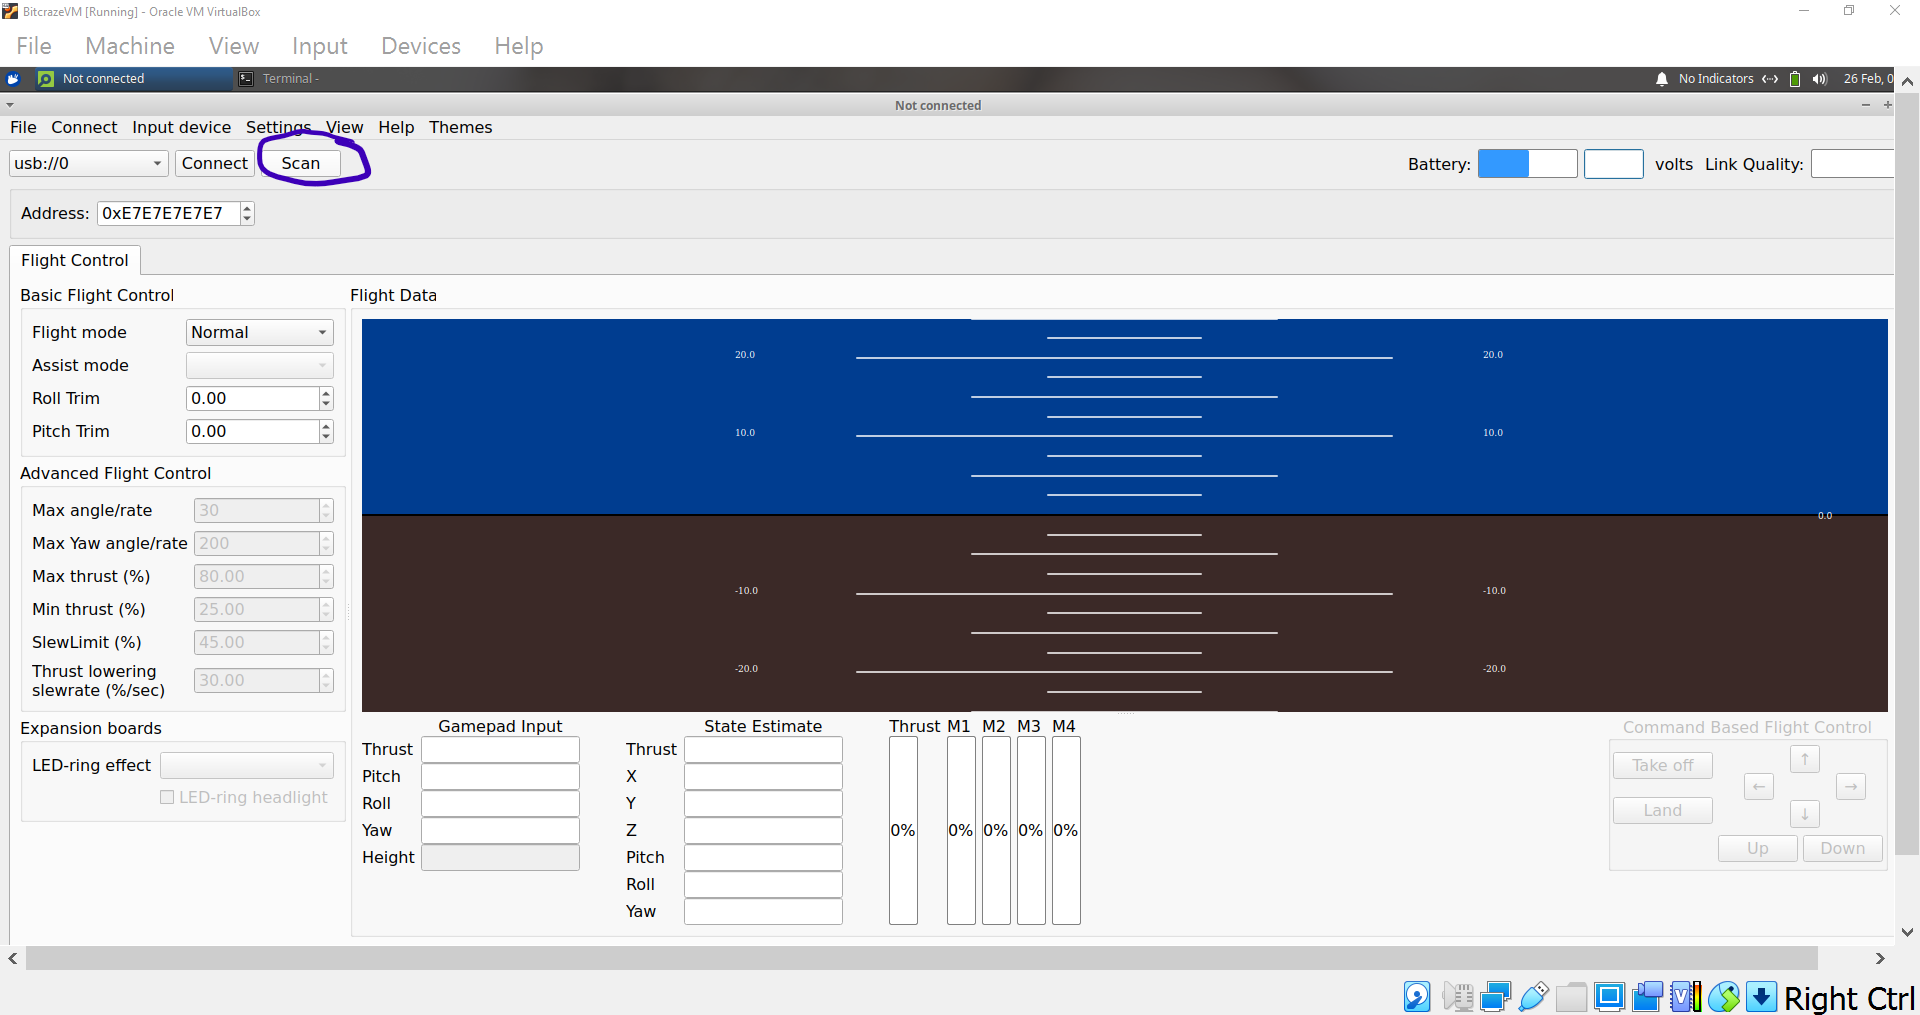 BitcrazeVM [Running] - Oracle VM VirtualBox
File Machine View Input Devices Help
Not connected Terminal - No Indicators 26 Feb, 0
Not connected
File Connect Input device Settings View Help Themes
usb://0 Connect Scan Battery: volts Link Quality:
Address: 0xE7E7E7E7E7
Flight Control
Basic Flight Control
Flight mode Normal
Assist mode
Roll Trim 0.00
Pitch Trim 0.00
Advanced Flight Control
Max angle/rate 30
Max Yaw angle/rate 200
Max thrust (%) 80.00
Min thrust (%) 25.00
SlewLimit (%) 45.00
Thrust lowering
slewrate (%/sec) 30.00
Expansion boards
LED-ring effect
LED-ring headlight
Flight Data
20.0 20.0
10.0 10.0
0.0
-10.0 -10.0
-20.0 -20.0
Gamepad Input
Thrust
Pitch
Roll
Yaw
Height
State Estimate
Thrust
X
Y
Z
Pitch
Roll
Yaw
Thrust M1 M2 M3 M4
0% 0% 0% 0% 0%
Command Based Flight Control
Take off ↑
← →
Land ↓
Up Down
Right Ctrl